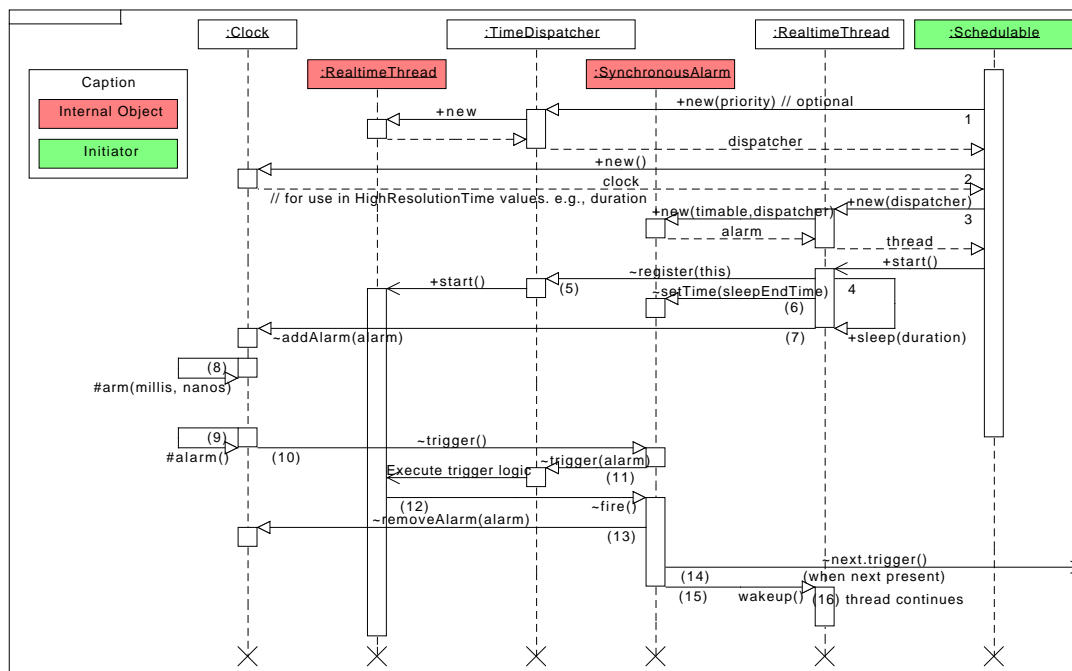 :Clock
:TimeDispatcher
:RealtimeThread
:Schedulable
:RealtimeThread
:SynchronousAlarm
Caption
Internal Object
Initiator
+new(priority) // optional
1
+new
dispatcher
+new()
2
clock
// for use in HighResolutionTime values. e.g., duration
+new(dispatcher)
3
+new(timable,dispatcher)
alarm
thread
+start()
~register(this)
4
+start()
(5)
~setTime(sleepEndTime)
(6)
~addAlarm(alarm)
(7)
+sleep(duration)
(8)
#arm(millis, nanos)
(9)
~trigger()
#alarm()
(10)
~trigger(alarm)
Execute trigger logic
(11)
(12)
~fire()
~removeAlarm(alarm)
(13)
~next.trigger()
(14)
(when next present)
(15)
wakeup()
(16) thread continues